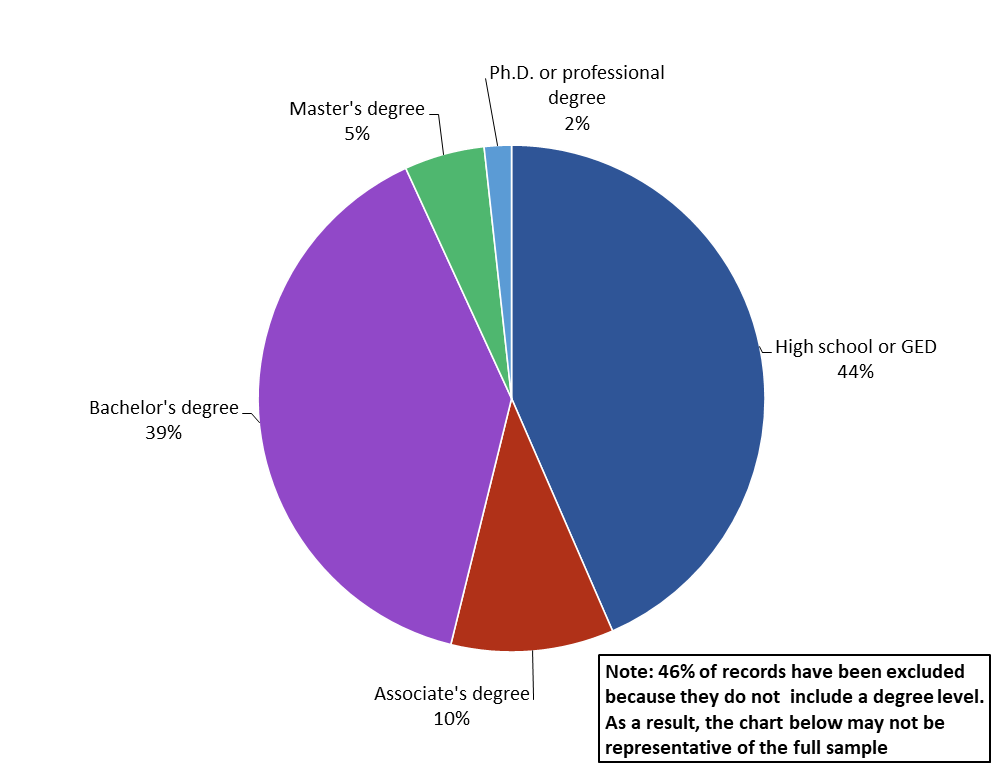 Ph.D. or professional
degree
2%
Master's degree
5%
High school or GED
44%
Bachelor's degree
39%
Associate's degree
10%
Note: 46% of records have been excluded
because they do not  include a degree level.
As a result, the chart below may not be
representative of the full sample